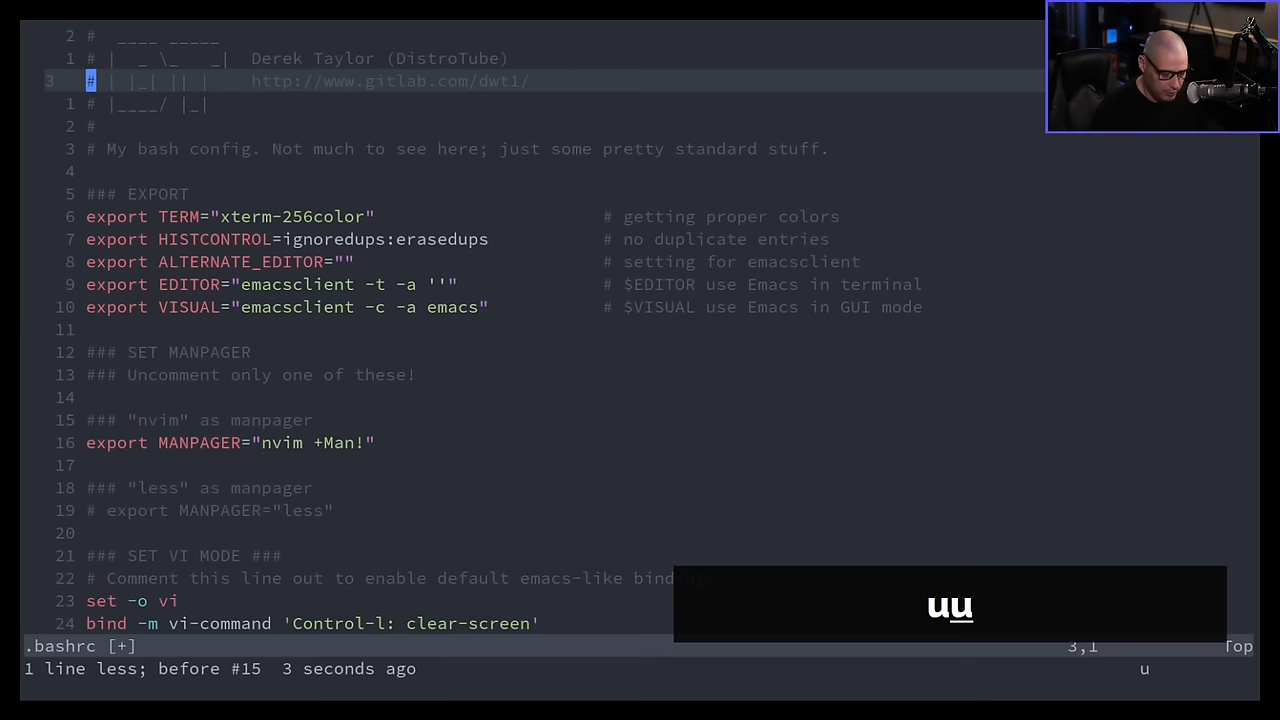 2 #  ____ _____
1 # |  _ \_   _|  Derek Taylor (DistroTube)
3 # | |_| || |    http://www.gitlab.com/dwt1/
1 # |____/ |_|
2 #
3 # My bash config. Not much to see here; just some pretty standard stuff.
4
5 ### EXPORT
6 export TERM="xterm-256color" # getting proper colors
7 export HISTCONTROL=ignoredups:erasedups # no duplicate entries
8 export ALTERNATE_EDITOR="" # setting for emacsclient
9 export EDITOR="emacsclient -t -a ''" # $EDITOR use Emacs in terminal
10 export VISUAL="emacsclient -c -a emacs" # $VISUAL use Emacs in GUI mode
11
12 ### SET MANPAGER
13 ### Uncomment only one of these!
14
15 ### "nvim" as manpager
16 export MANPAGER="nvim +Man!"
17
18 ### "less" as manpager
19 # export MANPAGER="less"
20
21 ### SET VI MODE ###
22 # Comment this line out to enable default emacs-like
23 set -o vi
24 bind -m vi-command 'Control-l: clear-screen'
uu
.bashrc [+] 3,1 Top
1 line less; before #15  3 seconds ago u